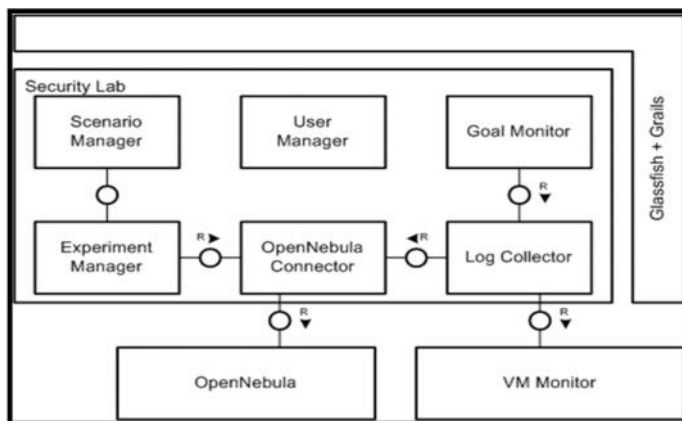 Security Lab
Scenario
Manager
User
Manager
Goal Monitor
R
Glassfish + Grails
Experiment
Manager
R
OpenNebula
Connector
R
Log Collector
R
R
OpenNebula
VM Monitor